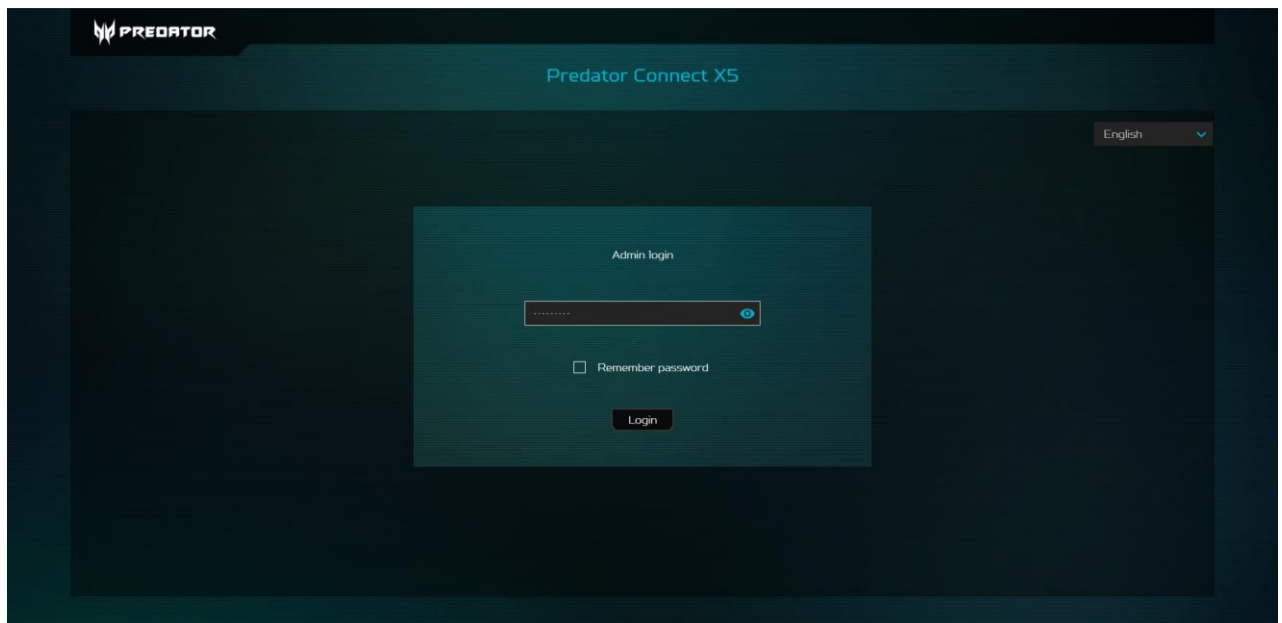 PREDATOR
Predator Connect X5
English
Admin login
·········
Remember password
Login